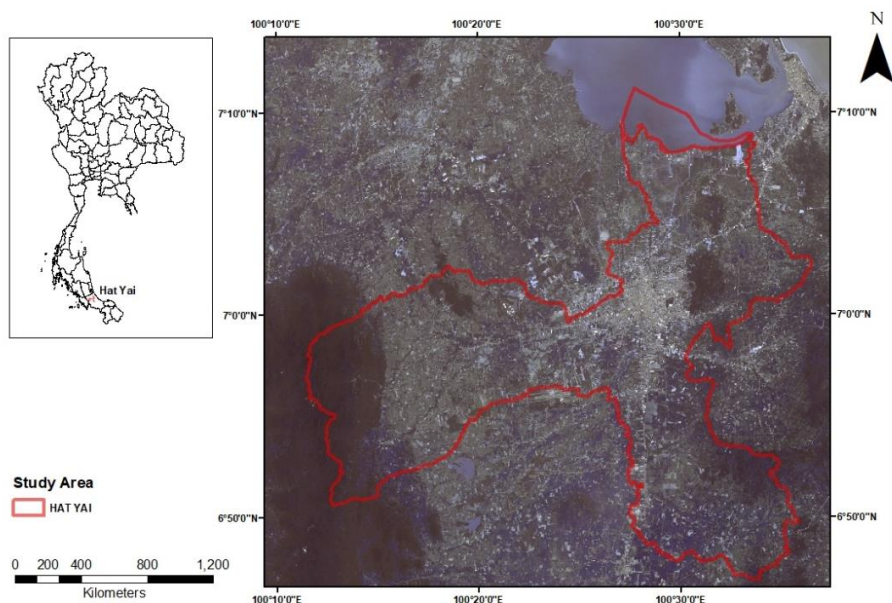 100°10'0"E 100°20'0"E 100°30'0"E
N
7°10'0"N 7°10'0"N
Hat Yai
7°0'0"N 7°0'0"N
Study Area
HAT YAI
6°50'0"N 6°50'0"N
0 200 400 800 1,200
Kilometers
100°10'0"E 100°20'0"E 100°30'0"E